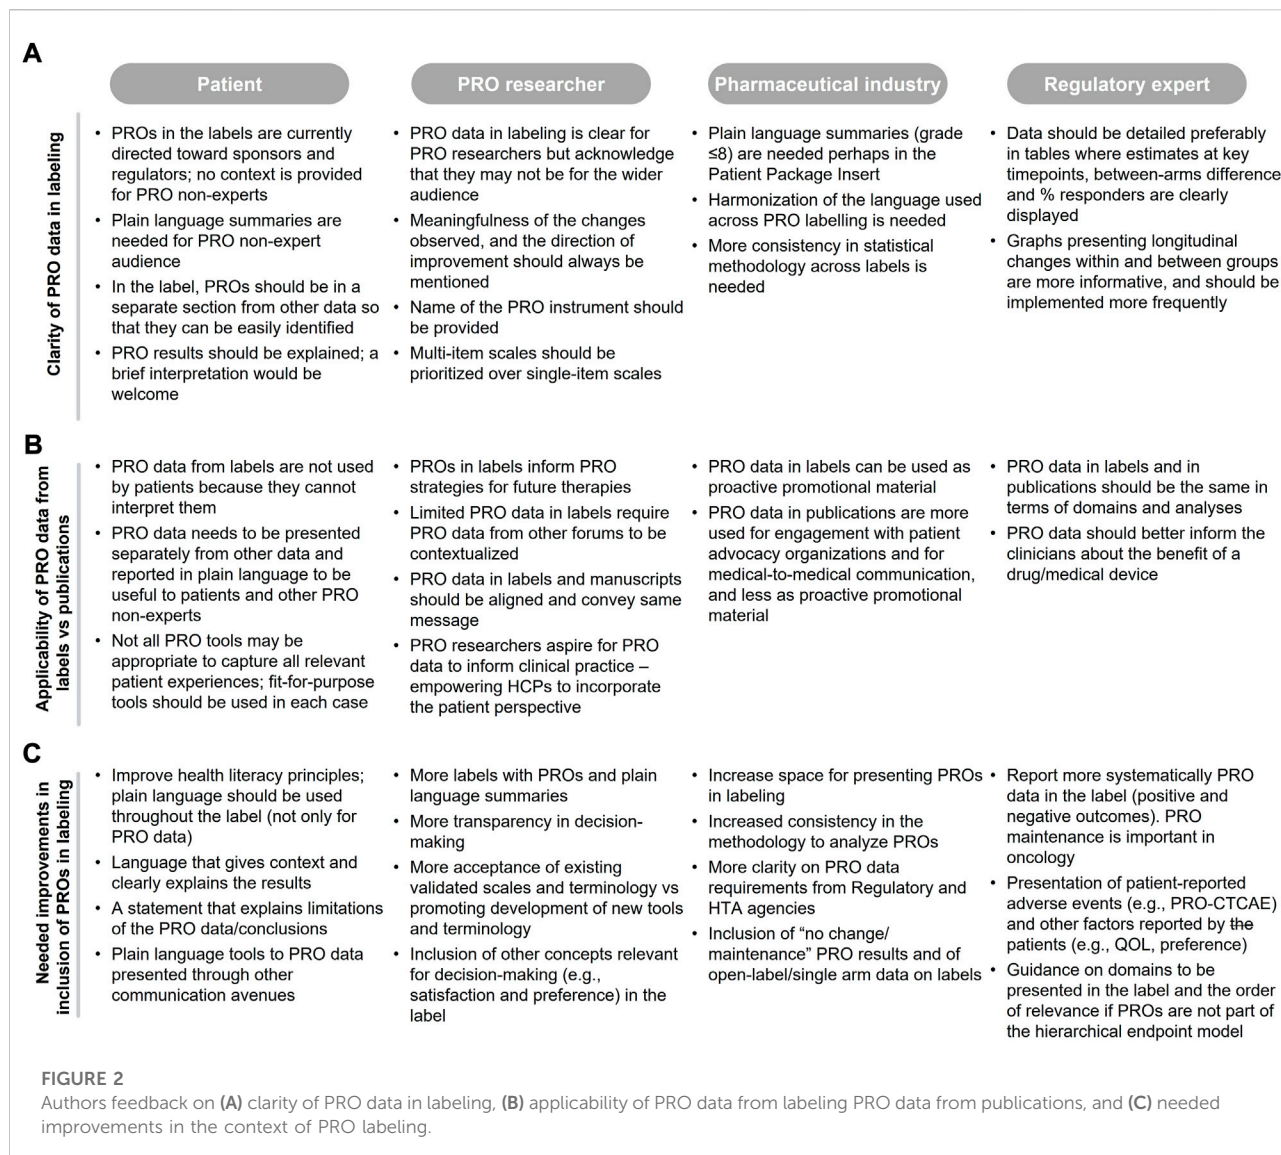 A
Patient
PRO researcher
Pharmaceutical industry
Regulatory expert
Clarity of PRO data in labeling
• PROs in the labels are currently
directed toward sponsors and
regulators; no context is provided
for PRO non-experts
• Plain language summaries are
needed for PRO non-expert
audience
• In the label, PROs should be in a
separate section from other data so
that they can be easily identified
• PRO results should be explained; a
brief interpretation would be
welcome
• PRO data in labeling is clear for
PRO researchers but acknowledge
that they may not be for the wider
audience
• Meaningfulness of the changes
observed, and the direction of
improvement should always be
mentioned
• Name of the PRO instrument should
be provided
• Multi-item scales should be
prioritized over single-item scales
• Plain language summaries (grade
≤8) are needed perhaps in the
Patient Package Insert
• Harmonization of the language used
across PRO labelling is needed
• More consistency in statistical
methodology across labels is
needed
• Data should be detailed preferably
in tables where estimates at key
timepoints, between-arms difference
and % responders are clearly
displayed
• Graphs presenting longitudinal
changes within and between groups
are more informative, and should be
implemented more frequently
B
Applicability of PRO data from
labels vs publications
• PRO data from labels are not used
by patients because they cannot
interpret them
• PRO data needs to be presented
separately from other data and
reported in plain language to be
useful to patients and other PRO
non-experts
• Not all PRO tools may be
appropriate to capture all relevant
patient experiences; fit-for-purpose
tools should be used in each case
• PROs in labels inform PRO
strategies for future therapies
• Limited PRO data in labels require
PRO data from other forums to be
contextualized
• PRO data in labels and manuscripts
should be aligned and convey same
message
• PRO researchers aspire for PRO
data to inform clinical practice –
empowering HCPs to incorporate
the patient perspective
• PRO data in labels can be used as
proactive promotional material
• PRO data in publications are more
used for engagement with patient
advocacy organizations and for
medical-to-medical communication,
and less as proactive promotional
material
• PRO data in labels and in
publications should be the same in
terms of domains and analyses
• PRO data should better inform the
clinicians about the benefit of a
drug/medical device
C
Needed improvements in
inclusion of PROs in labeling
• Improve health literacy principles;
plain language should be used
throughout the label (not only for
PRO data)
• Language that gives context and
clearly explains the results
• A statement that explains limitations
of the PRO data/conclusions
• Plain language tools to PRO data
presented through other
communication avenues
• More labels with PROs and plain
language summaries
• More transparency in decision-
making
• More acceptance of existing
validated scales and terminology vs
promoting development of new tools
and terminology
• Inclusion of other concepts relevant
for decision-making (e.g.,
satisfaction and preference) in the
label
• Increase space for presenting PROs
in labeling
• Increased consistency in the
methodology to analyze PROs
• More clarity on PRO data
requirements from Regulatory and
HTA agencies
• Inclusion of “no change/
maintenance” PRO results and of
open-label/single arm data on labels
• Report more systematically PRO
data in the label (positive and
negative outcomes). PRO
maintenance is important in
oncology
• Presentation of patient-reported
adverse events (e.g., PRO-CTCAE)
and other factors reported by the
patients (e.g., QOL, preference)
• Guidance on domains to be
presented in the label and the order
of relevance if PROs are not part of
the hierarchical endpoint model
FIGURE 2
Authors feedback on (A) clarity of PRO data in labeling, (B) applicability of PRO data from labeling PRO data from publications, and (C) needed
improvements in the context of PRO labeling.